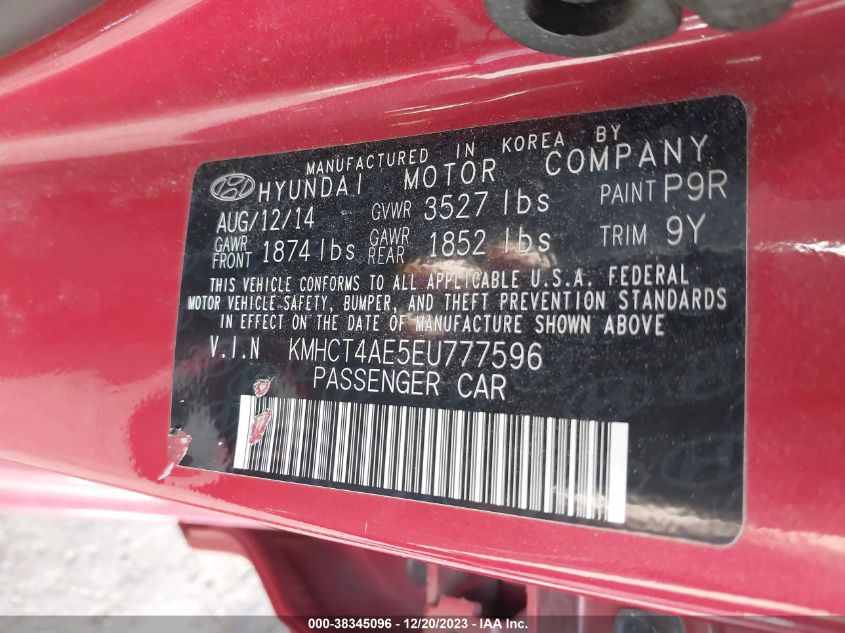 MANUFACTURED IN KOREA BY
HYUNDAI MOTOR COMPANY
AUG/12/14 GVWR 3527 lbs PAINT P9R
GAWR FRONT 1874 lbs GAWR REAR 1852 lbs TRIM 9Y
THIS VEHICLE CONFORMS TO ALL APPLICABLE U.S.A. FEDERAL
MOTOR VEHICLE SAFETY, BUMPER, AND THEFT PREVENTION STANDARDS
IN EFFECT ON THE DATE OF MANUFACTURE SHOWN ABOVE
V.I.N KMHCT4AE5EU777596
PASSENGER CAR
000-38345096 - 12/20/2023 - IAA Inc.